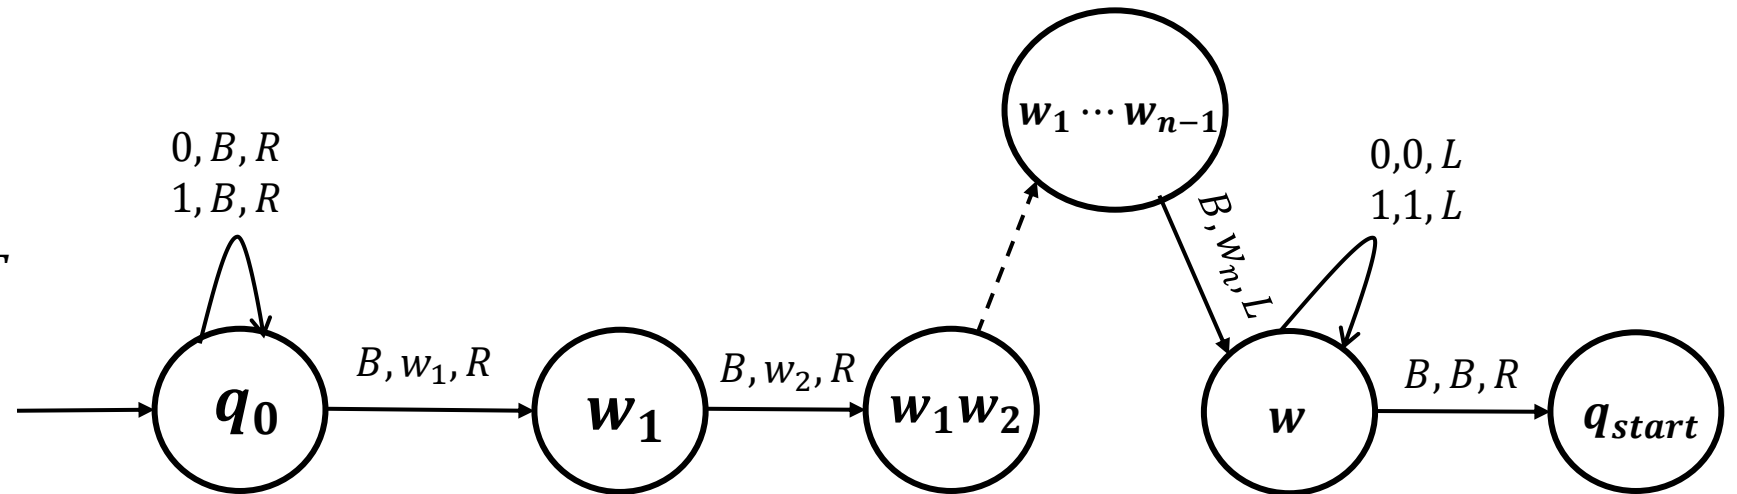 0, B, R
1, B, R
q₀
B, w₁, R
w₁
B, w₂, R
w₁w₂
w₁ ⋯ wₙ₋₁
B, wₙ, L
0,0, L
1,1, L
w
B, B, R
q_start